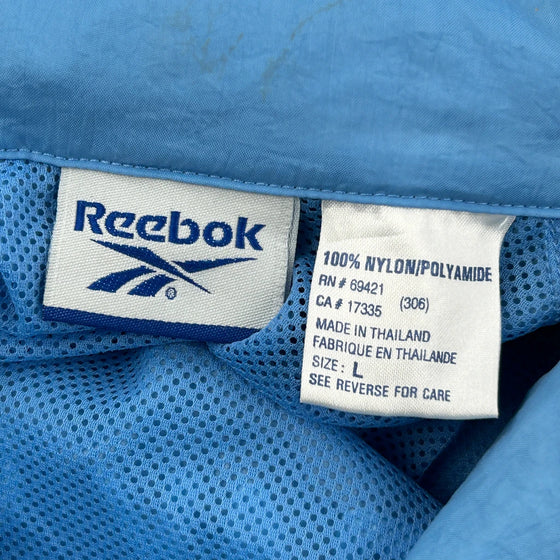 Reebok
®
100% NYLON/POLYAMIDE
RN # 69421
CA # 17335 (306)
MADE IN THAILAND
FABRIQUE EN THAILANDE
SIZE: L
SEE REVERSE FOR CARE